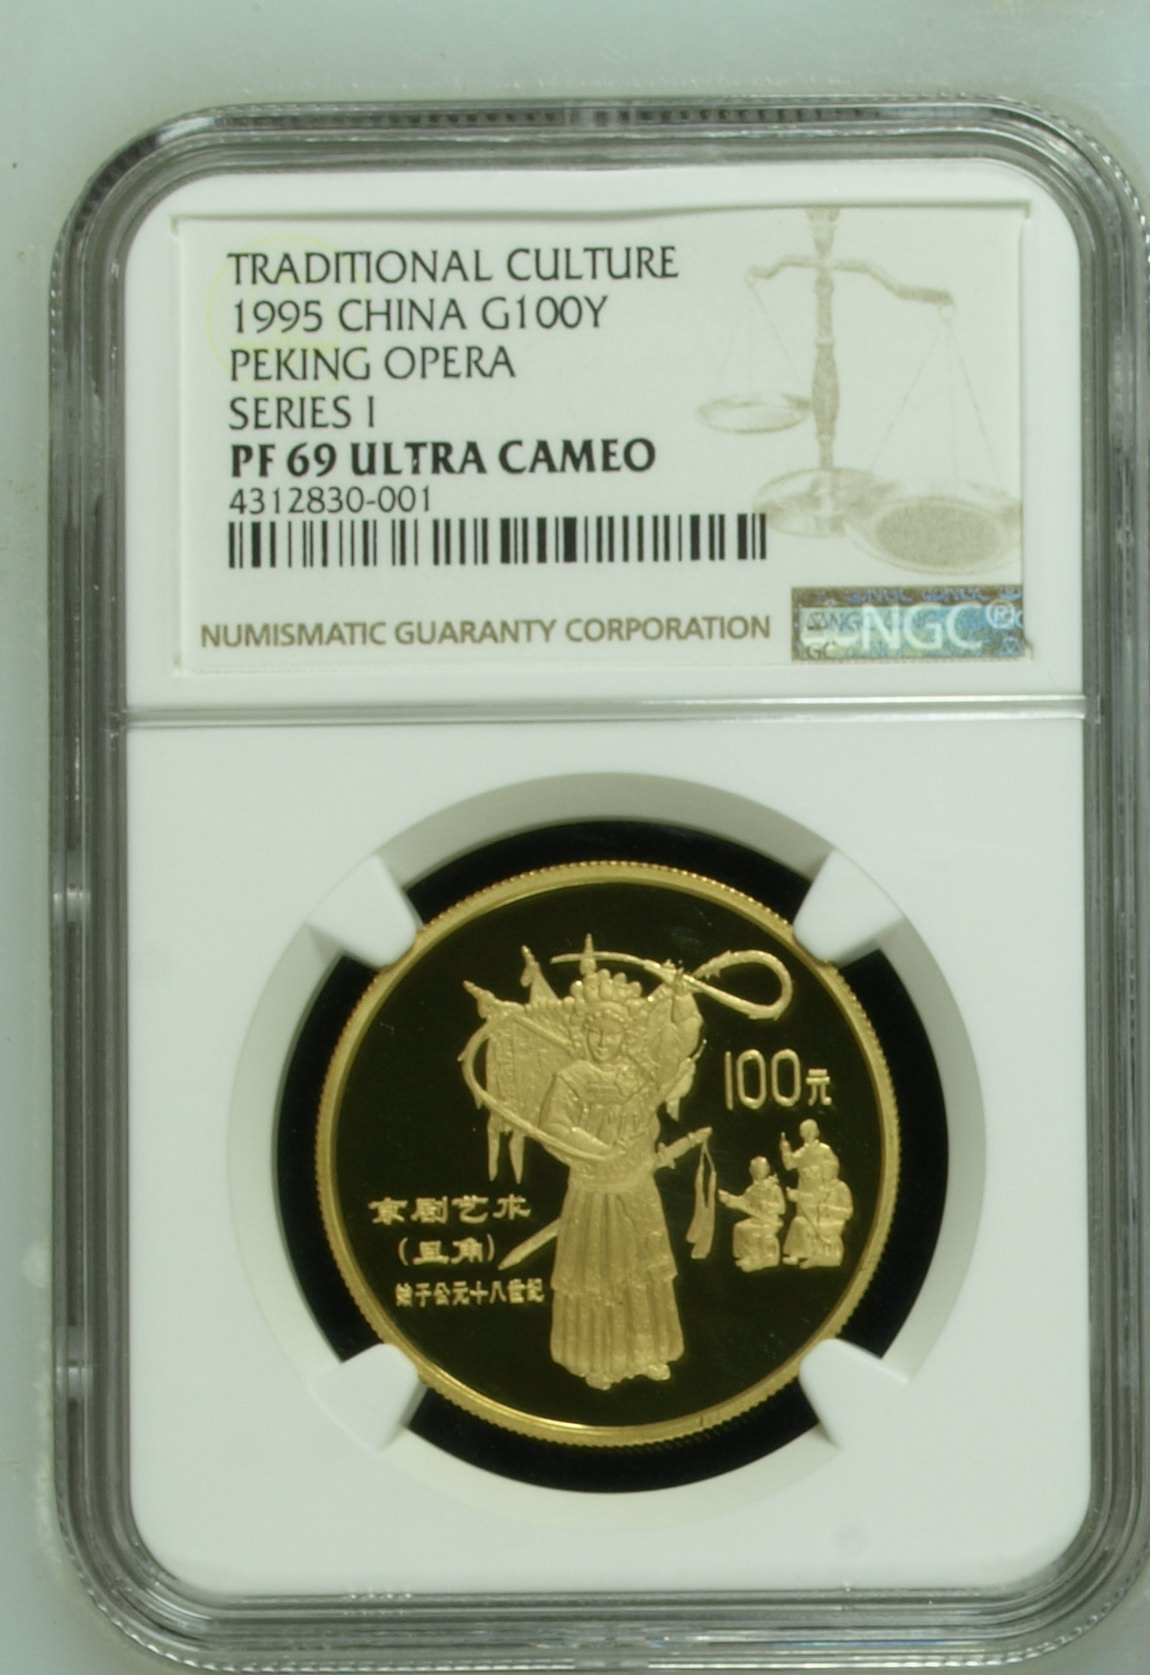 TRADITIONAL CULTURE
1995 CHINA G100Y
PEKING OPERA
SERIES I
PF 69 ULTRA CAMEO
4312830-001
NUMISMATIC GUARANTY CORPORATION
NGC®
100元
京剧艺术
(旦角)
始于公元十八世纪